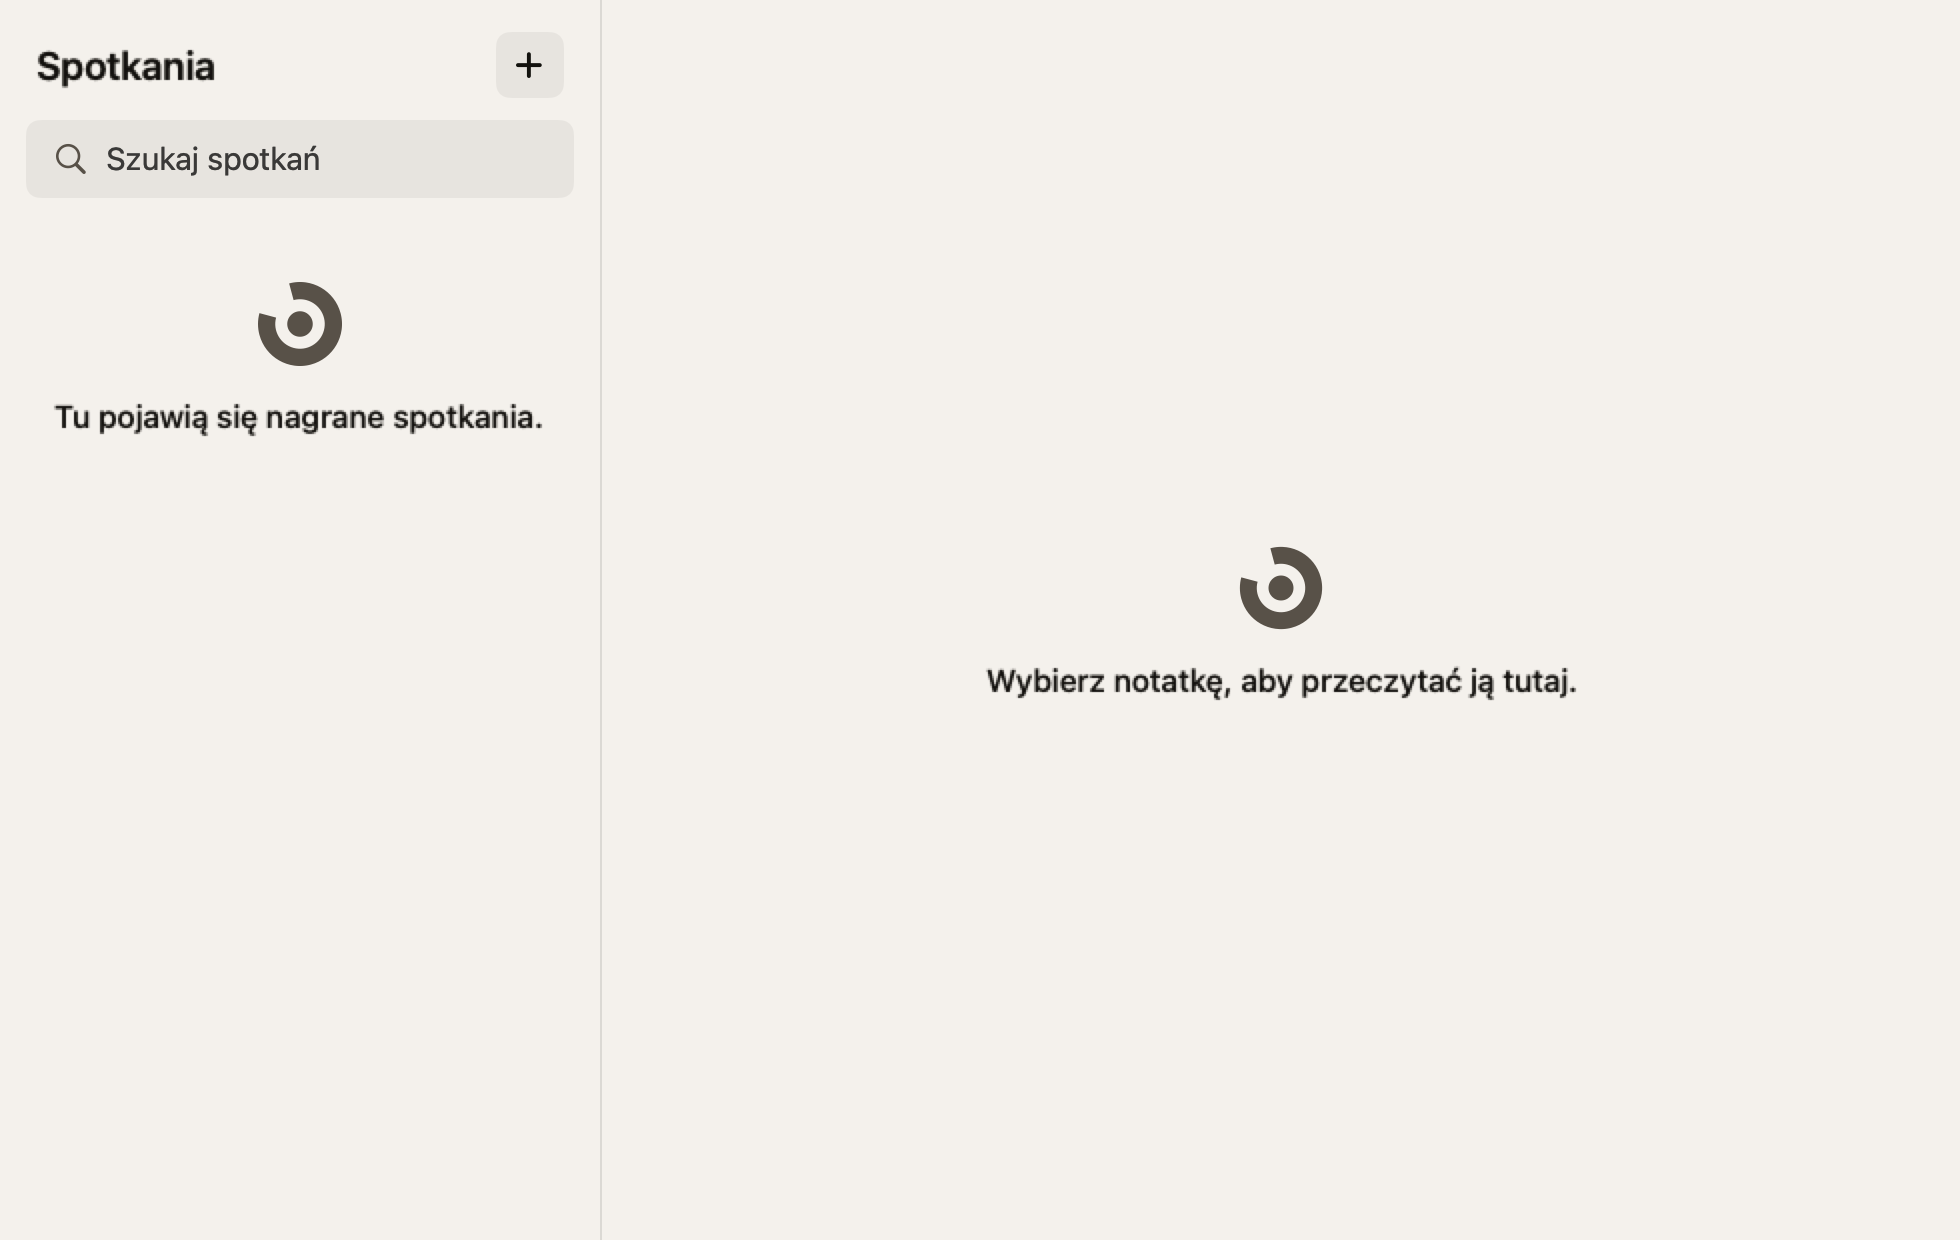 Spotkania
Szukaj spotkań
Tu pojawią się nagrane spotkania.
Wybierz notatkę, aby przeczytać ją tutaj.